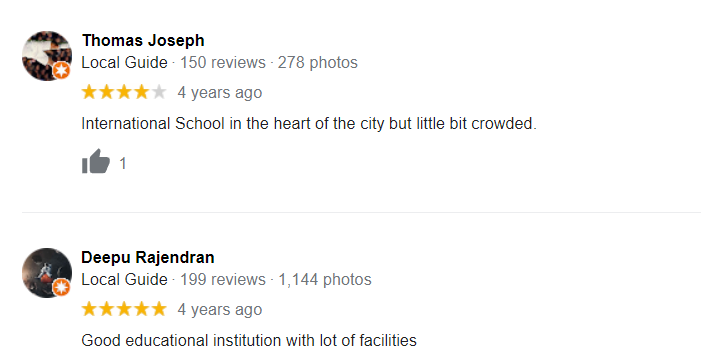 Thomas Joseph
Local Guide · 150 reviews · 278 photos
4 years ago
International School in the heart of the city but little bit crowded.
1
Deepu Rajendran
Local Guide · 199 reviews · 1,144 photos
4 years ago
Good educational institution with lot of facilities